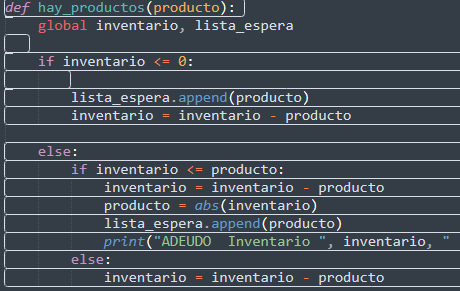 def hay_productos(producto):
    global inventario, lista_espera

    if inventario <= 0:

        lista_espera.append(producto)
        inventario = inventario - producto

    else:
        if inventario <= producto:
            inventario = inventario - producto
            producto = abs(inventario)
            lista_espera.append(producto)
            print("ADEUDO  Inventario ", inventario, "
        else:
            inventario = inventario - producto